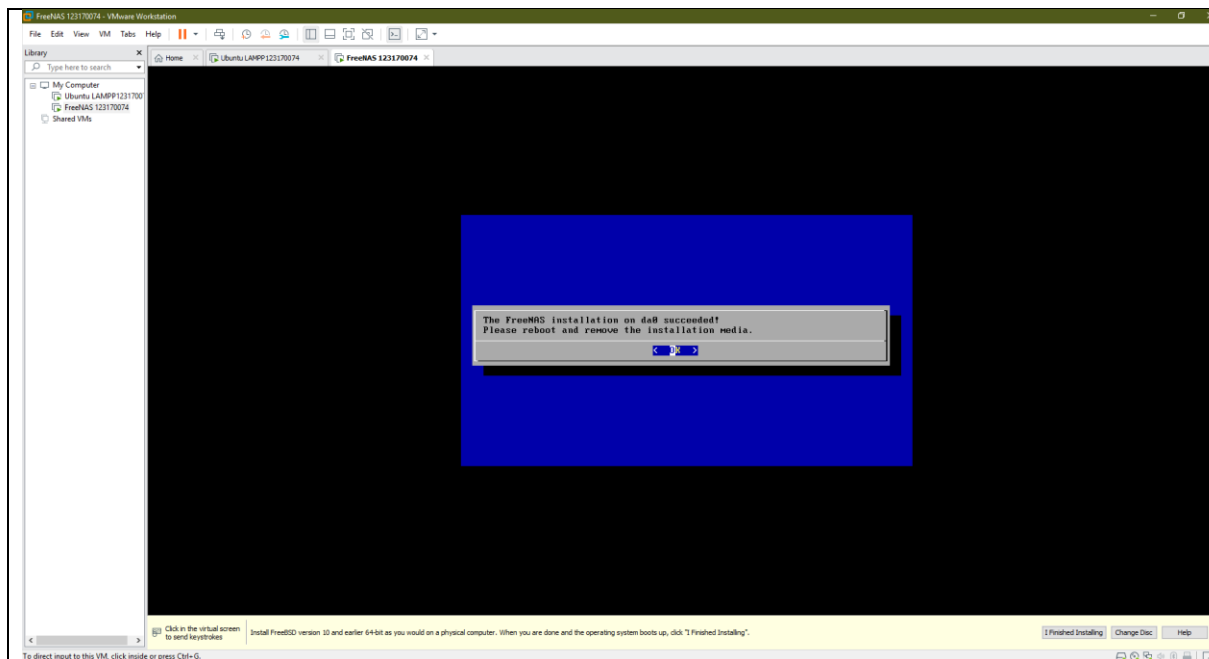 FreeNAS 123170074 - VMware Workstation
File Edit View VM Tabs Help
Library
Type here to search
My Computer
Ubuntu LAMPP1231700
FreeNAS 123170074
Shared VMs
Home
Ubuntu LAMPP123170074
FreeNAS 123170074
The FreeNAS installation on da0 succeeded!
Please reboot and remove the installation media.
< OK >
Click in the virtual screen
to send keystrokes
Install FreeBSD version 10 and earlier 64-bit as you would on a physical computer. When you are done and the operating system boots up, click "I Finished Installing".
I Finished Installing
Change Disc
Help
To direct input to this VM, click inside or press Ctrl+G.